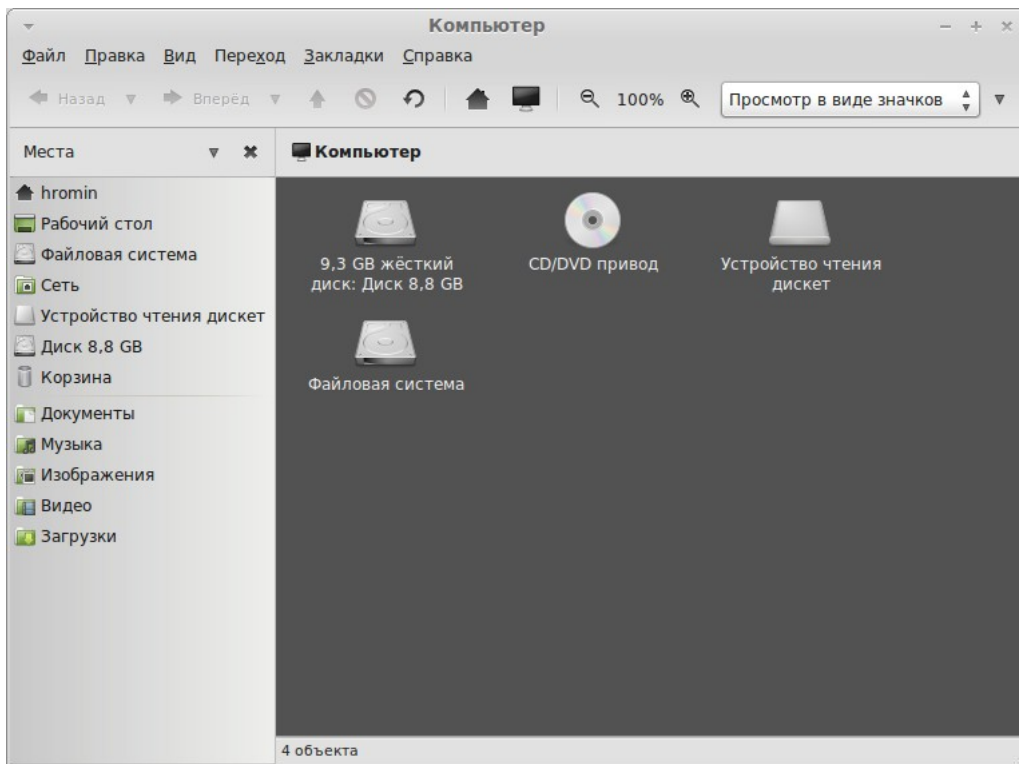 Компьютер
Файл Правка Вид Переход Закладки Справка
Назад Вперёд 100% Просмотр в виде значков
Места
Компьютер
hromin
Рабочий стол
Файловая система
Сеть
Устройство чтения дискет
Диск 8,8 GB
Корзина
Документы
Музыка
Изображения
Видео
Загрузки
9,3 GB жёсткий
диск: Диск 8,8 GB
CD/DVD привод
Устройство чтения
дискет
Файловая система
4 объекта